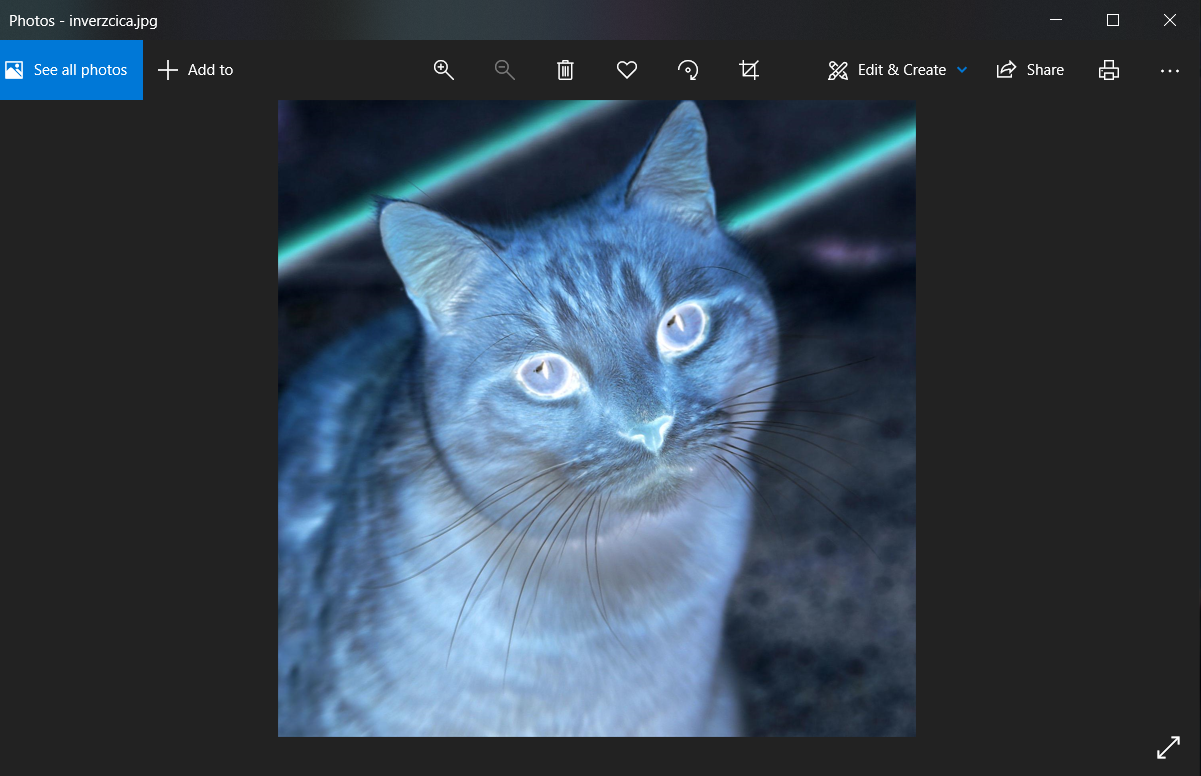 Photos - inverzcica.jpg
See all photos
Add to
Edit & Create
Share